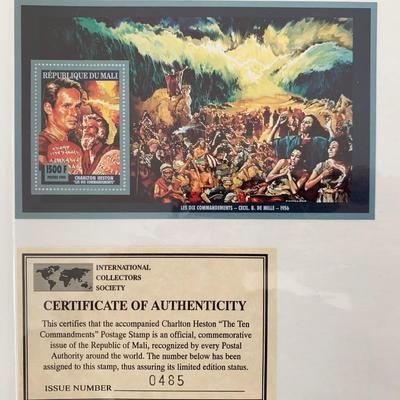 RÉPUBLIQUE DU MALI
1500 F
CHARLTON HESTON
"LES DIX COMMANDEMENTS"
LES DIX COMMANDEMENTS - CECIL. B. DE MILLE - 1956
INTERNATIONAL
COLLECTORS
SOCIETY
CERTIFICATE OF AUTHENTICITY
This certifies that the accompanied Charlton Heston "The Ten
Commandments" Postage Stamp is an official, commemorative
issue of the Republic of Mali, recognized by every Postal
Authority around the world. The number below has been
assigned to this stamp, thus assuring its limited edition status.
ISSUE NUMBER 0485